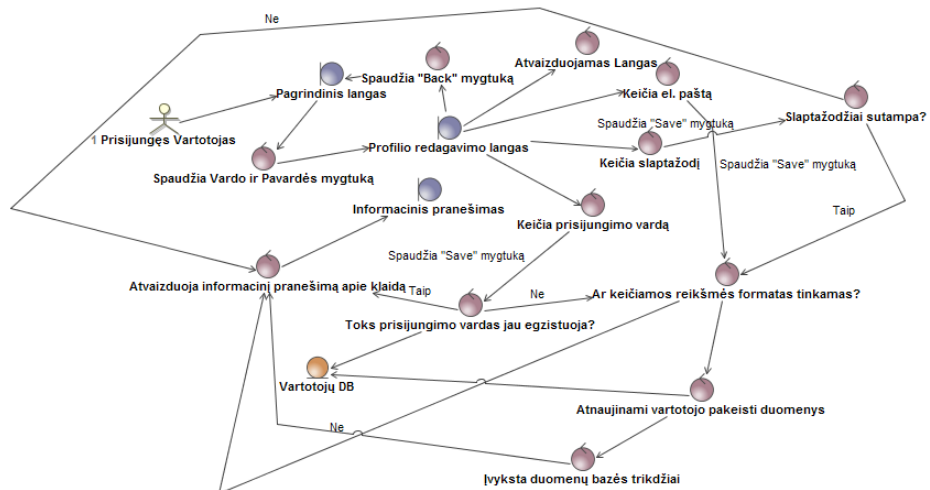 Ne
Atvaizduojamas Langas
Spaudžia "Back" mygtuką
Pagrindinis langas
Keičia el. paštą
Slaptažodžiai sutampa?
Spaudžia "Save" mygtuką
1 Prisijungęs Vartotojas
Profilio redagavimo langas
Keičia slaptažodį
Spaudžia "Save" mygtuką
Spaudžia Vardo ir Pavardės mygtuką
Informacinis pranešimas
Keičia prisijungimo vardą
Taip
Spaudžia "Save" mygtuką
Atvaizduoja informacinį pranešimą apie klaidą
Taip
Ne
Ar keičiamos reikšmės formatas tinkamas?
Toks prisijungimo vardas jau egzistuoja?
Vartotojų DB
Atnaujinami vartotojo pakeisti duomenys
Ne
Įvyksta duomenų bazės trikdžiai